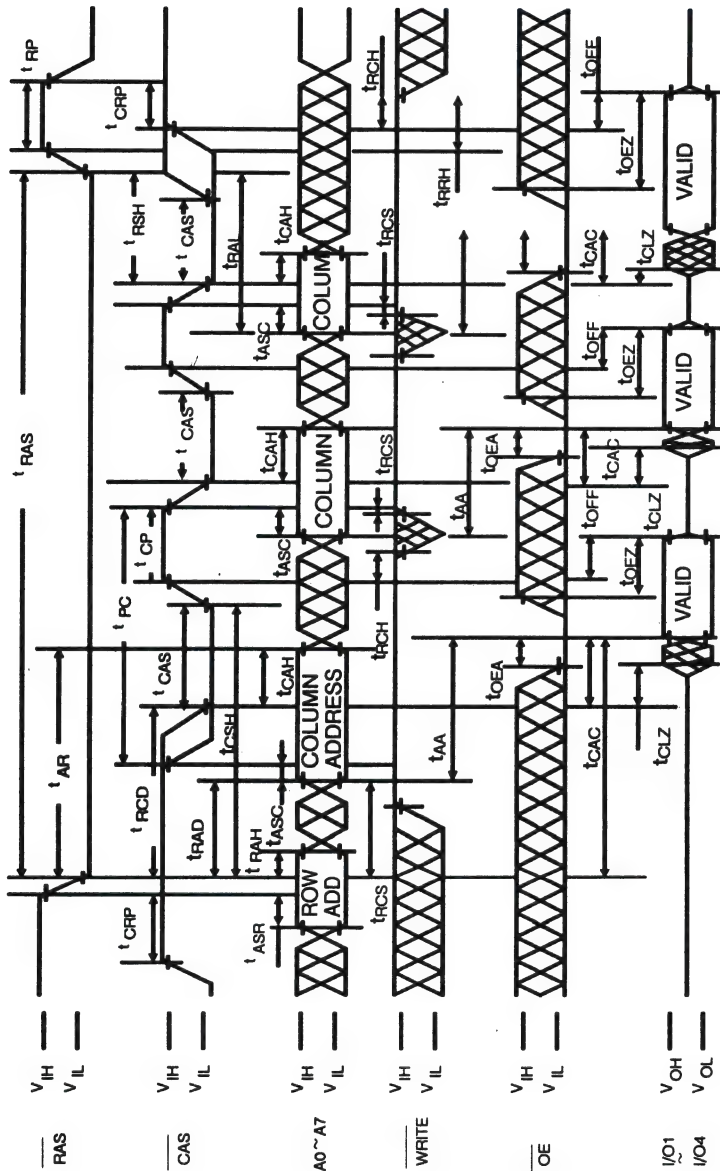 RAS
VIH
VIL
tRAS
tAR
tRP
CAS
VIH
VIL
tCRP
tRCD
tPC
tCAS
tCP
tCAS
tRSH
tCAS
tCRP
tCSH
tRAD
tRAL
A0~A7
VIH
VIL
tASR
tRAH
tASC
tCAH
tASC
tCAH
tASC
tCAH
ROW
ADD
COLUMN
ADDRESS
COLUMN
COLUMN
WRITE
VIH
VIL
tRCS
tRCH
tRCS
tRCS
tRCH
tRRH
tAA
tAA
OE
VIH
VIL
tOEA
tOEA
tCAC
tOFF
tOEZ
tCLZ
tCAC
tOFF
tOEZ
tCLZ
tCAC
tCLZ
tOEZ
tOFF
I/O1
~
I/O4
VOH
VOL
VALID
VALID
VALID